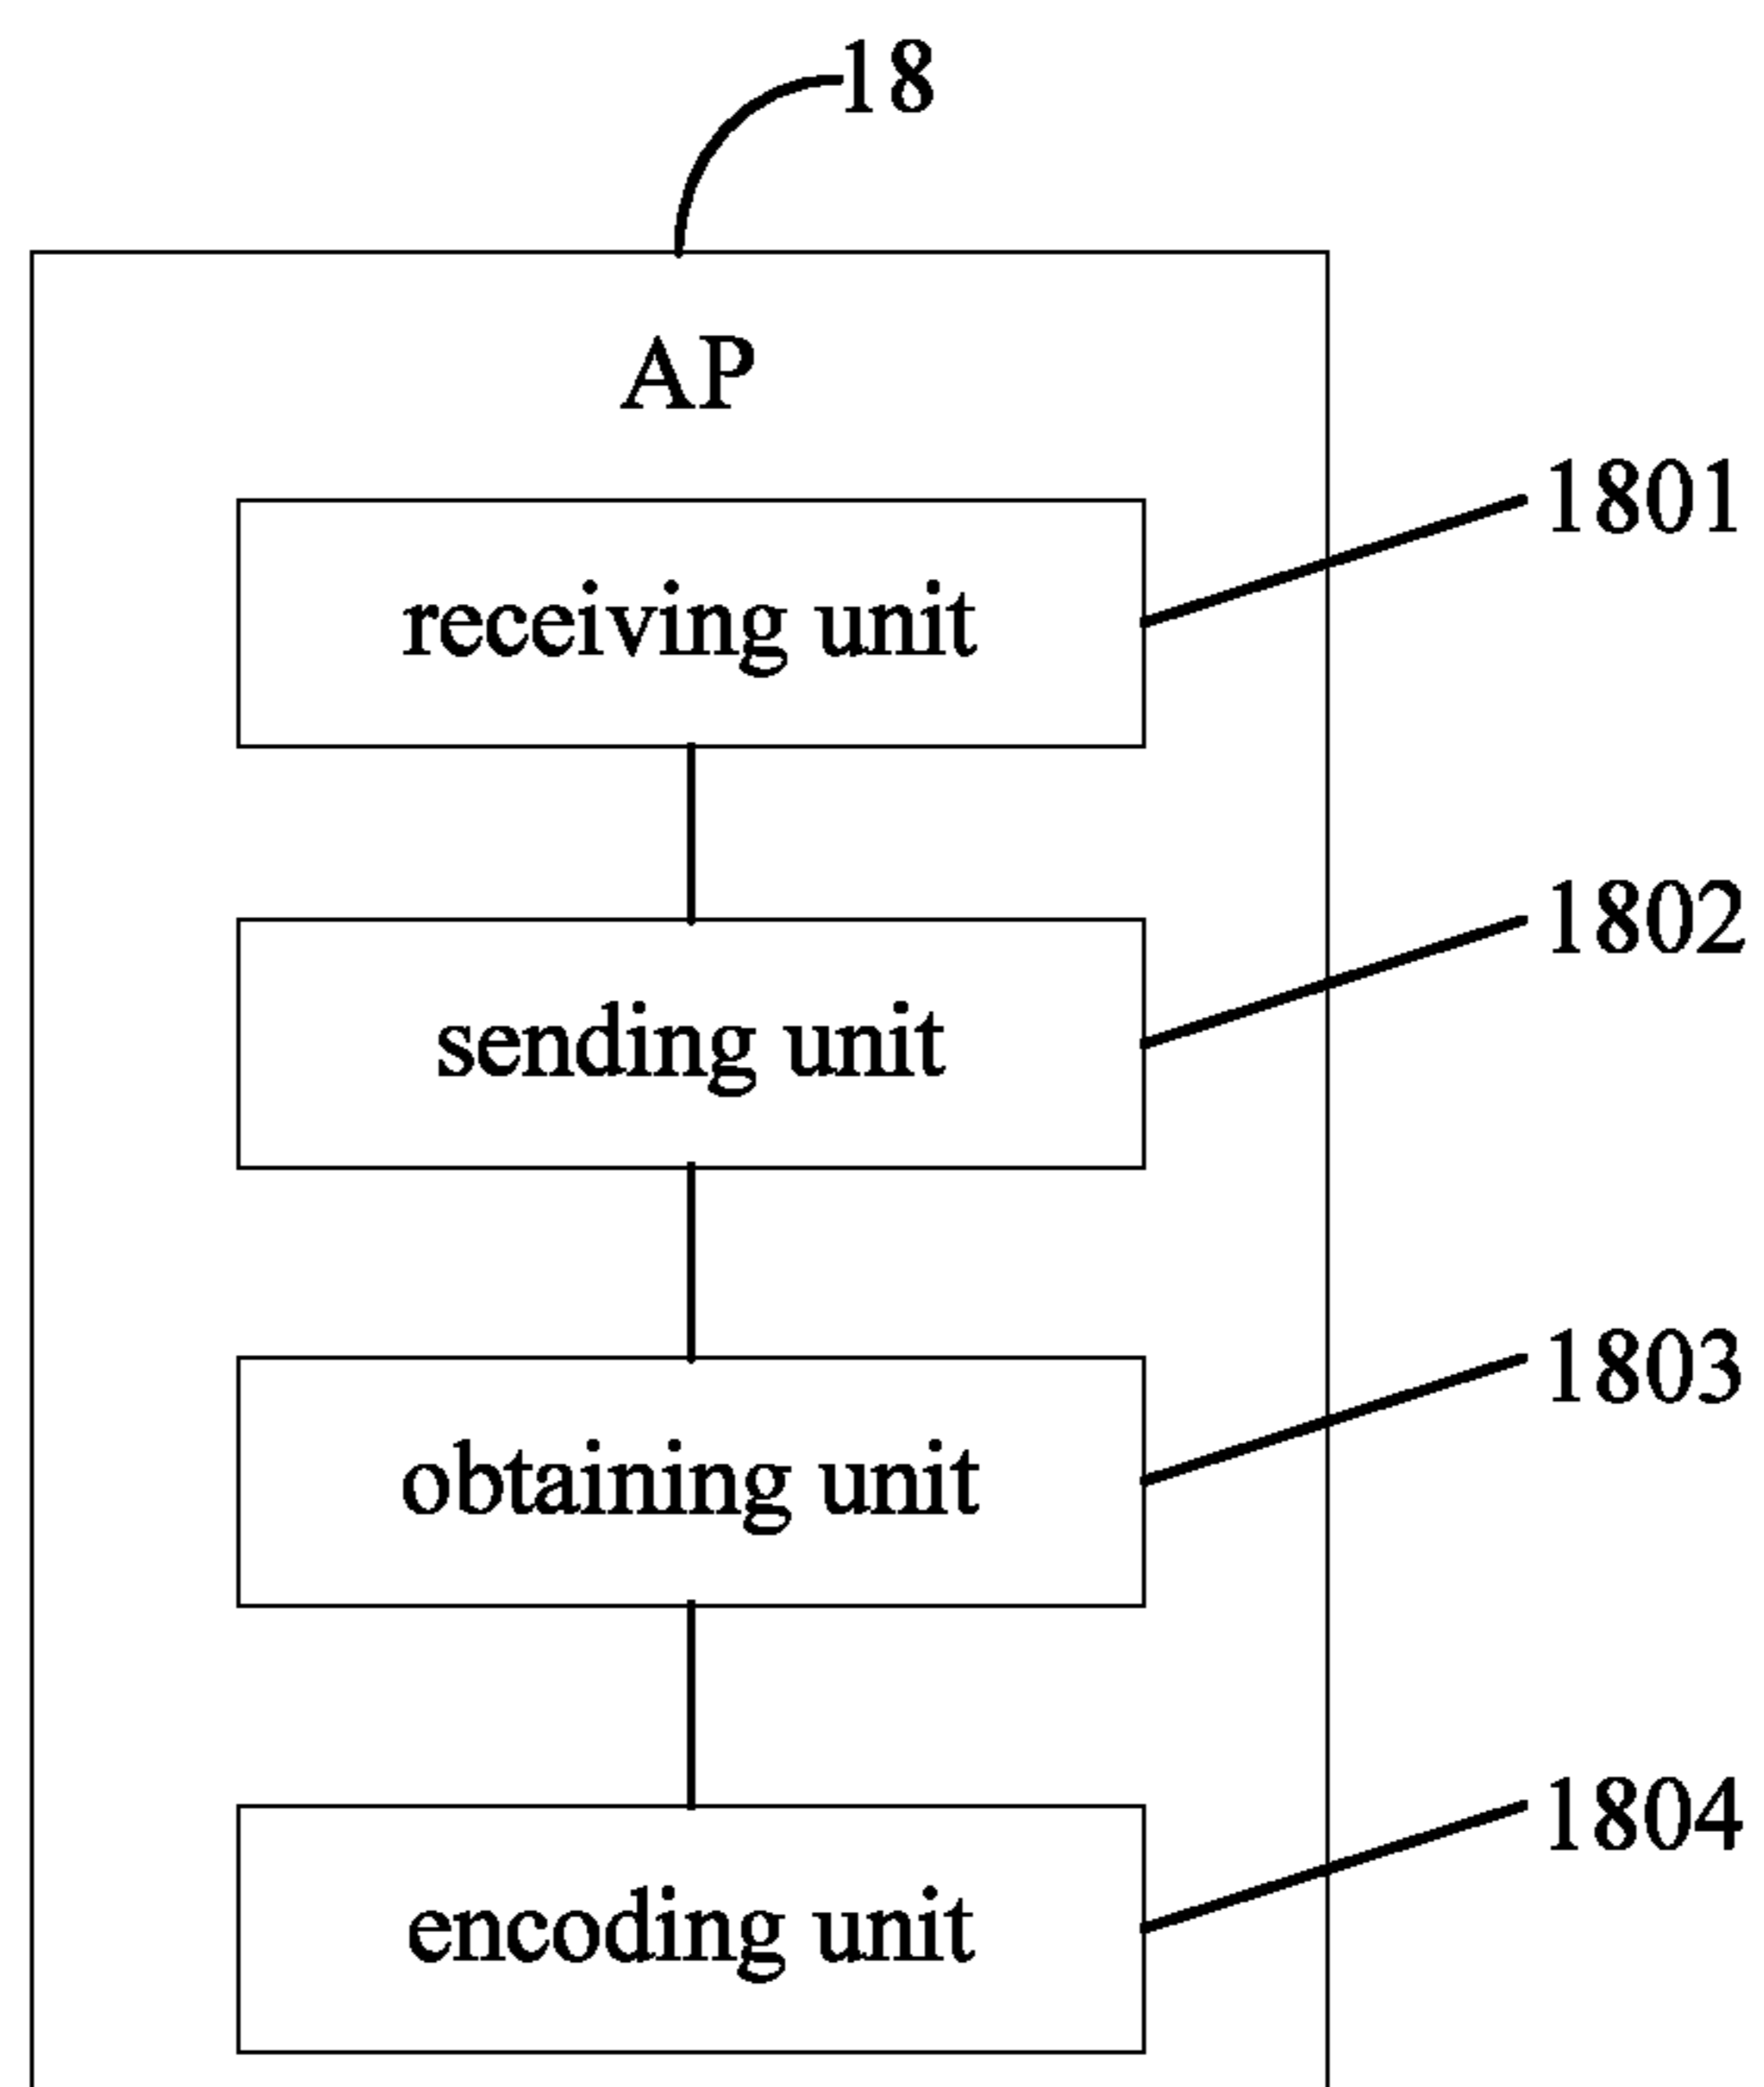 18
AP
receiving unit
1801
sending unit
1802
obtaining unit
1803
encoding unit
1804